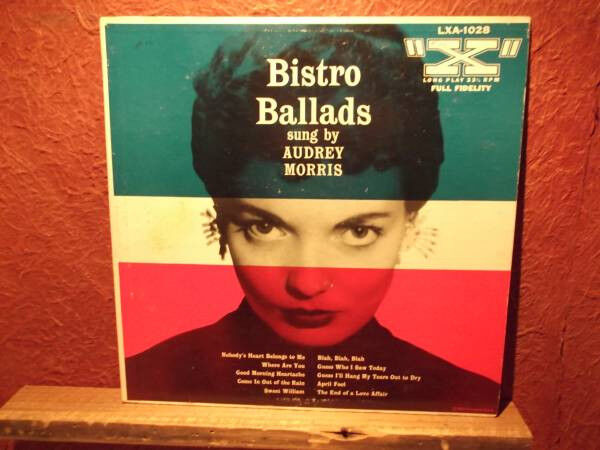 LXA-1028
"X"
LONG PLAY 33⅓ RPM
FULL FIDELITY
Bistro
Ballads
sung by
AUDREY
MORRIS
Nobody's Heart Belongs to Me
Where Are You
Good Morning Heartache
Come In Out of the Rain
Sweet William
Blah, Blah, Blah
Guess Who I Saw Today
Guess I'll Hang My Tears Out to Dry
April Fool
The End of a Love Affair